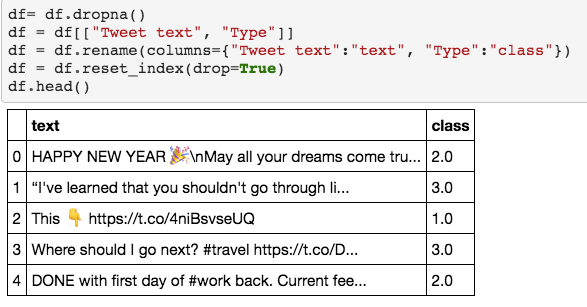 df= df.dropna()
df = df[["Tweet text", "Type"]]
df = df.rename(columns={"Tweet text":"text", "Type":"class"})
df = df.reset_index(drop=True)
df.head()
text class
0 HAPPY NEW YEAR 🎉\nMay all your dreams come tru... 2.0
1 “I've learned that you shouldn't go through li... 3.0
2 This 👇 https://t.co/4niBsvseUQ 1.0
3 Where should I go next? #travel https://t.co/D... 3.0
4 DONE with first day of #work back. Current fee... 2.0